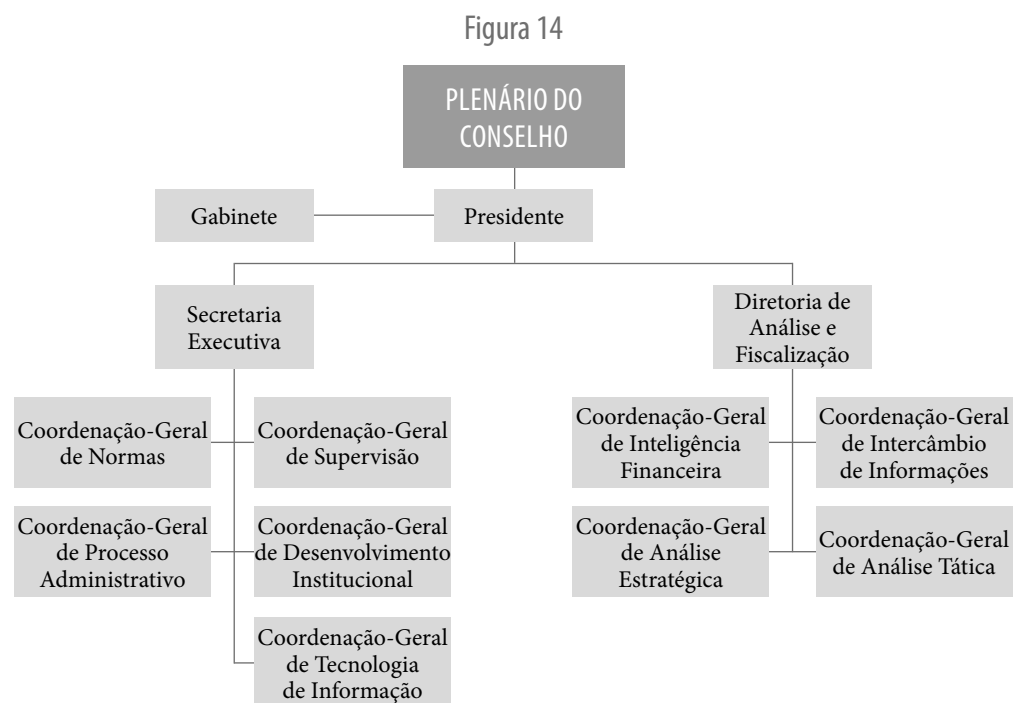 Figura 14
PLENÁRIO DO
CONSELHO
Gabinete
Presidente
Secretaria
Executiva
Diretoria de
Análise e
Fiscalização
Coordenação-Geral
de Normas
Coordenação-Geral
de Supervisão
Coordenação-Geral
de Inteligência
Financeira
Coordenação-Geral
de Intercâmbio
de Informações
Coordenação-Geral
de Processo
Administrativo
Coordenação-Geral
de Desenvolvimento
Institucional
Coordenação-Geral
de Análise
Estratégica
Coordenação-Geral
de Análise Tática
Coordenação-Geral
de Tecnologia
de Informação